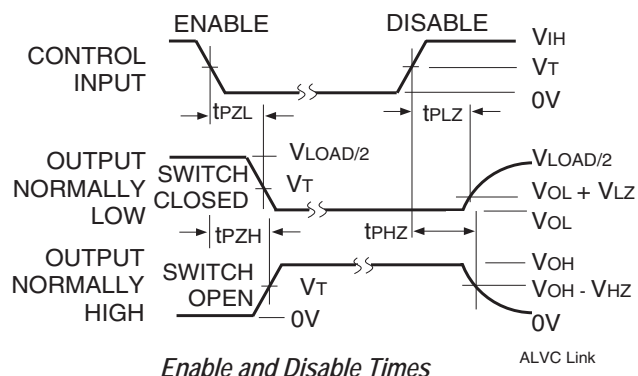 ENABLE
DISABLE
CONTROL
INPUT
VIH
VT
0V
tPZL
tPLZ
OUTPUT
NORMALLY
LOW
SWITCH
CLOSED
VLOAD/2
VT
VLOAD/2
VOL + VLZ
VOL
tPZH
tPHZ
OUTPUT
NORMALLY
HIGH
SWITCH
OPEN
VT
0V
VOH
VOH - VHZ
0V
Enable and Disable Times
ALVC Link